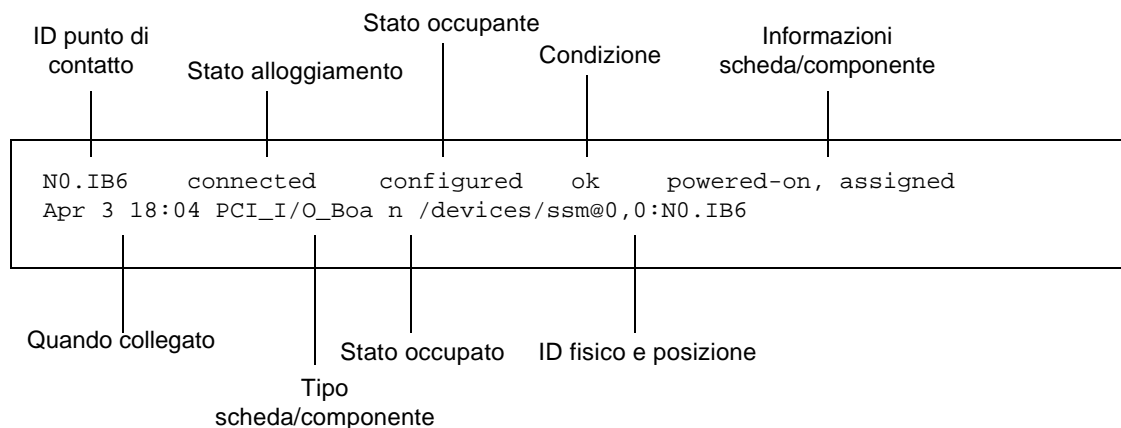 ID punto di
contatto
Stato alloggiamento
Stato occupante
Condizione
Informazioni
scheda/componente
N0.IB6 connected configured ok powered-on, assigned
Apr 3 18:04 PCI_I/O_Boa n /devices/ssm@0,0:N0.IB6
Quando collegato
Tipo
scheda/componente
Stato occupato
ID fisico e posizione